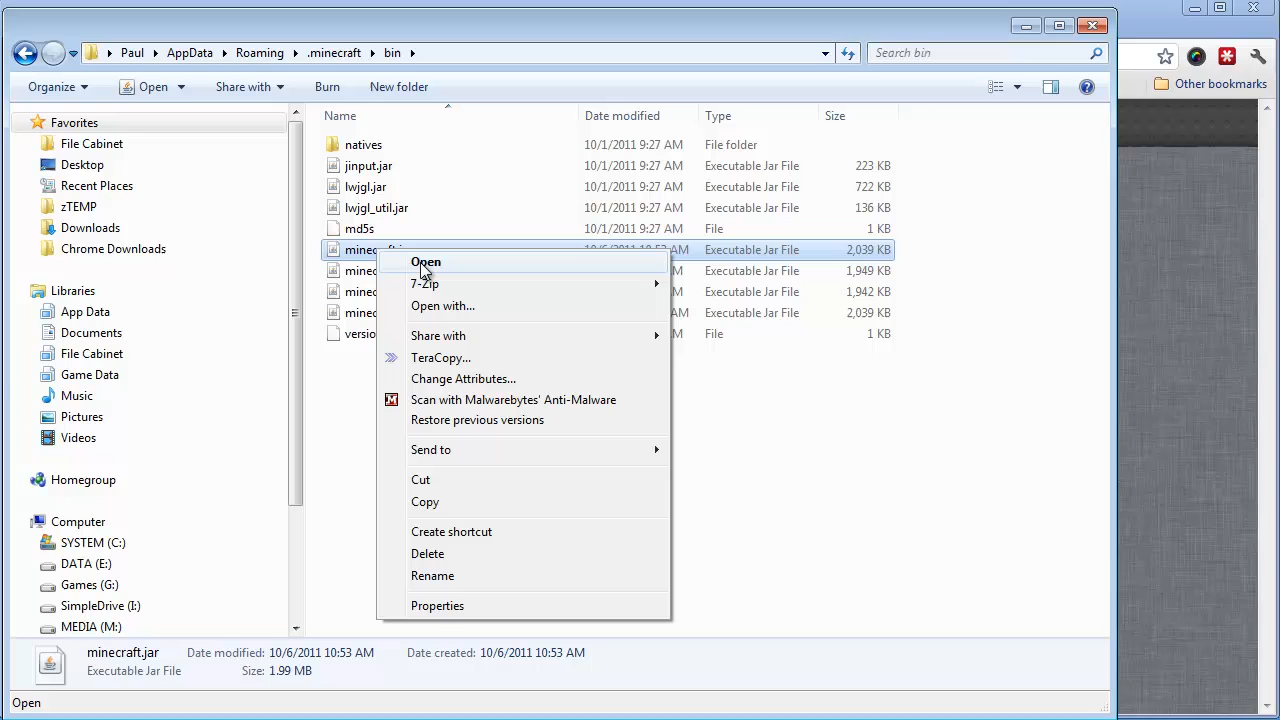 Paul AppData Roaming .minecraft bin
Search bin
Organize Open Share with Burn New folder
Other bookmarks
Name Date modified Type Size
Favorites
File Cabinet
Desktop
Recent Places
zTEMP
Downloads
Chrome Downloads
Libraries
App Data
Documents
File Cabinet
Game Data
Music
Pictures
Videos
Homegroup
Computer
SYSTEM (C:)
DATA (E:)
Games (G:)
SimpleDrive (I:)
MEDIA (M:)
natives 10/1/2011 9:27 AM File folder
jinput.jar 10/1/2011 9:27 AM Executable Jar File 223 KB
lwjgl.jar 10/1/2011 9:27 AM Executable Jar File 722 KB
lwjgl_util.jar 10/1/2011 9:27 AM Executable Jar File 136 KB
md5s 10/1/2011 9:27 AM File 1 KB
Executable Jar File 2,039 KB
minec AM Executable Jar File 1,949 KB
minec AM Executable Jar File 1,942 KB
minec AM Executable Jar File 2,039 KB
versio AM File 1 KB
Open
7-Zip
Open with...
Share with
TeraCopy...
Change Attributes...
Scan with Malwarebytes' Anti-Malware
Restore previous versions
Send to
Cut
Copy
Create shortcut
Delete
Rename
Properties
minecraft.jar Date modified: 10/6/2011 10:53 AM Date created: 10/6/2011 10:53 AM
Executable Jar File Size: 1.99 MB
Open